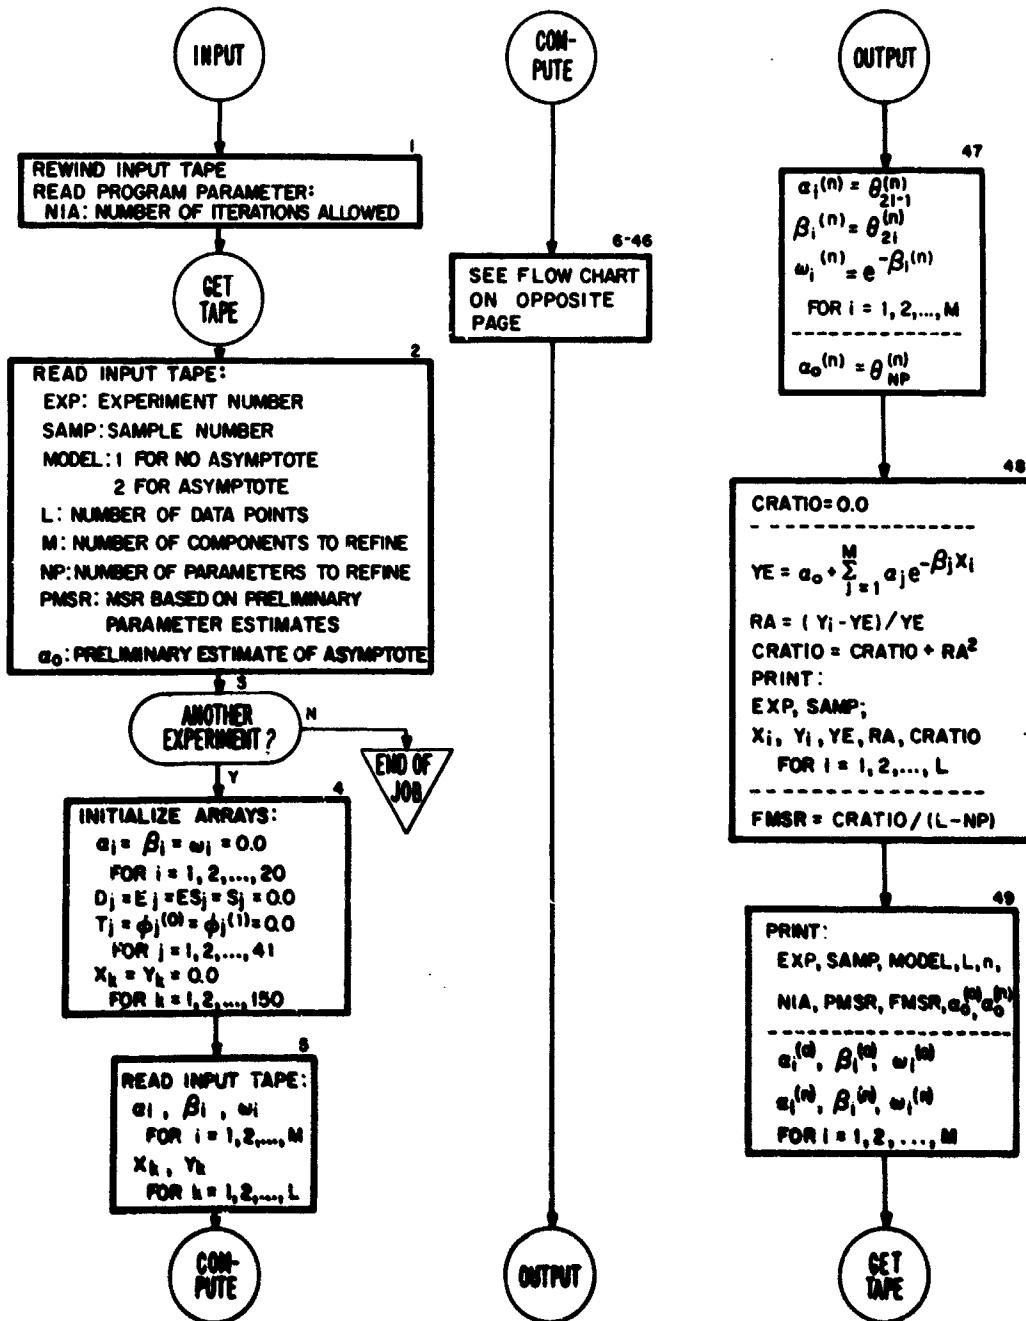 INPUT
1
REWIND INPUT TAPE
READ PROGRAM PARAMETER:
NIA: NUMBER OF ITERATIONS ALLOWED
GET
TAPE
2
READ INPUT TAPE:
EXP: EXPERIMENT NUMBER
SAMP: SAMPLE NUMBER
MODEL: 1 FOR NO ASYMPTOTE
2 FOR ASYMPTOTE
L: NUMBER OF DATA POINTS
M: NUMBER OF COMPONENTS TO REFINE
NP: NUMBER OF PARAMETERS TO REFINE
PMSR: MSR BASED ON PRELIMINARY
PARAMETER ESTIMATES
α₀: PRELIMINARY ESTIMATE OF ASYMPTOTE
3
ANOTHER
EXPERIMENT?
N
END OF
JOB
Y
4
INITIALIZE ARRAYS:
αᵢ = βᵢ = ωᵢ = 0.0
FOR i = 1, 2, ..., 20
Dⱼ = Eⱼ = ESⱼ = Sⱼ = 0.0
Tⱼ = ϕⱼ⁽⁰⁾ = ϕⱼ⁽¹⁾ = 0.0
FOR j = 1, 2, ..., 41
Xₖ = Yₖ = 0.0
FOR k = 1, 2, ..., 150
5
READ INPUT TAPE:
αᵢ, βᵢ, ωᵢ
FOR i = 1, 2, ..., M
Xₖ, Yₖ
FOR k = 1, 2, ..., L
COM-
PUTE
COM-
PUTE
6-46
SEE FLOW CHART
ON OPPOSITE
PAGE
OUTPUT
OUTPUT
47
αᵢ⁽ⁿ⁾ = θ₂ᵢ₋₁⁽ⁿ⁾
βᵢ⁽ⁿ⁾ = θ₂ᵢ⁽ⁿ⁾
ωᵢ⁽ⁿ⁾ = e^-βᵢ⁽ⁿ⁾
FOR i = 1, 2, ..., M
α₀⁽ⁿ⁾ = θ_NP⁽ⁿ⁾
48
CRATIO = 0.0
YE = α₀ + Σ_{j=1}^{M} αⱼe^-βⱼXᵢ
RA = (Yᵢ - YE) / YE
CRATIO = CRATIO + RA²
PRINT:
EXP, SAMP;
Xᵢ, Yᵢ, YE, RA, CRATIO
FOR i = 1, 2, ..., L
FMSR = CRATIO / (L-NP)
49
PRINT:
EXP, SAMP, MODEL, L, n,
NIA, PMSR, FMSR, α₀⁽⁰⁾, α₀⁽ⁿ⁾
αᵢ⁽⁰⁾, βᵢ⁽⁰⁾, ωᵢ⁽⁰⁾
αᵢ⁽ⁿ⁾, βᵢ⁽ⁿ⁾, ωᵢ⁽ⁿ⁾
FOR i = 1, 2, ..., M
GET
TAPE